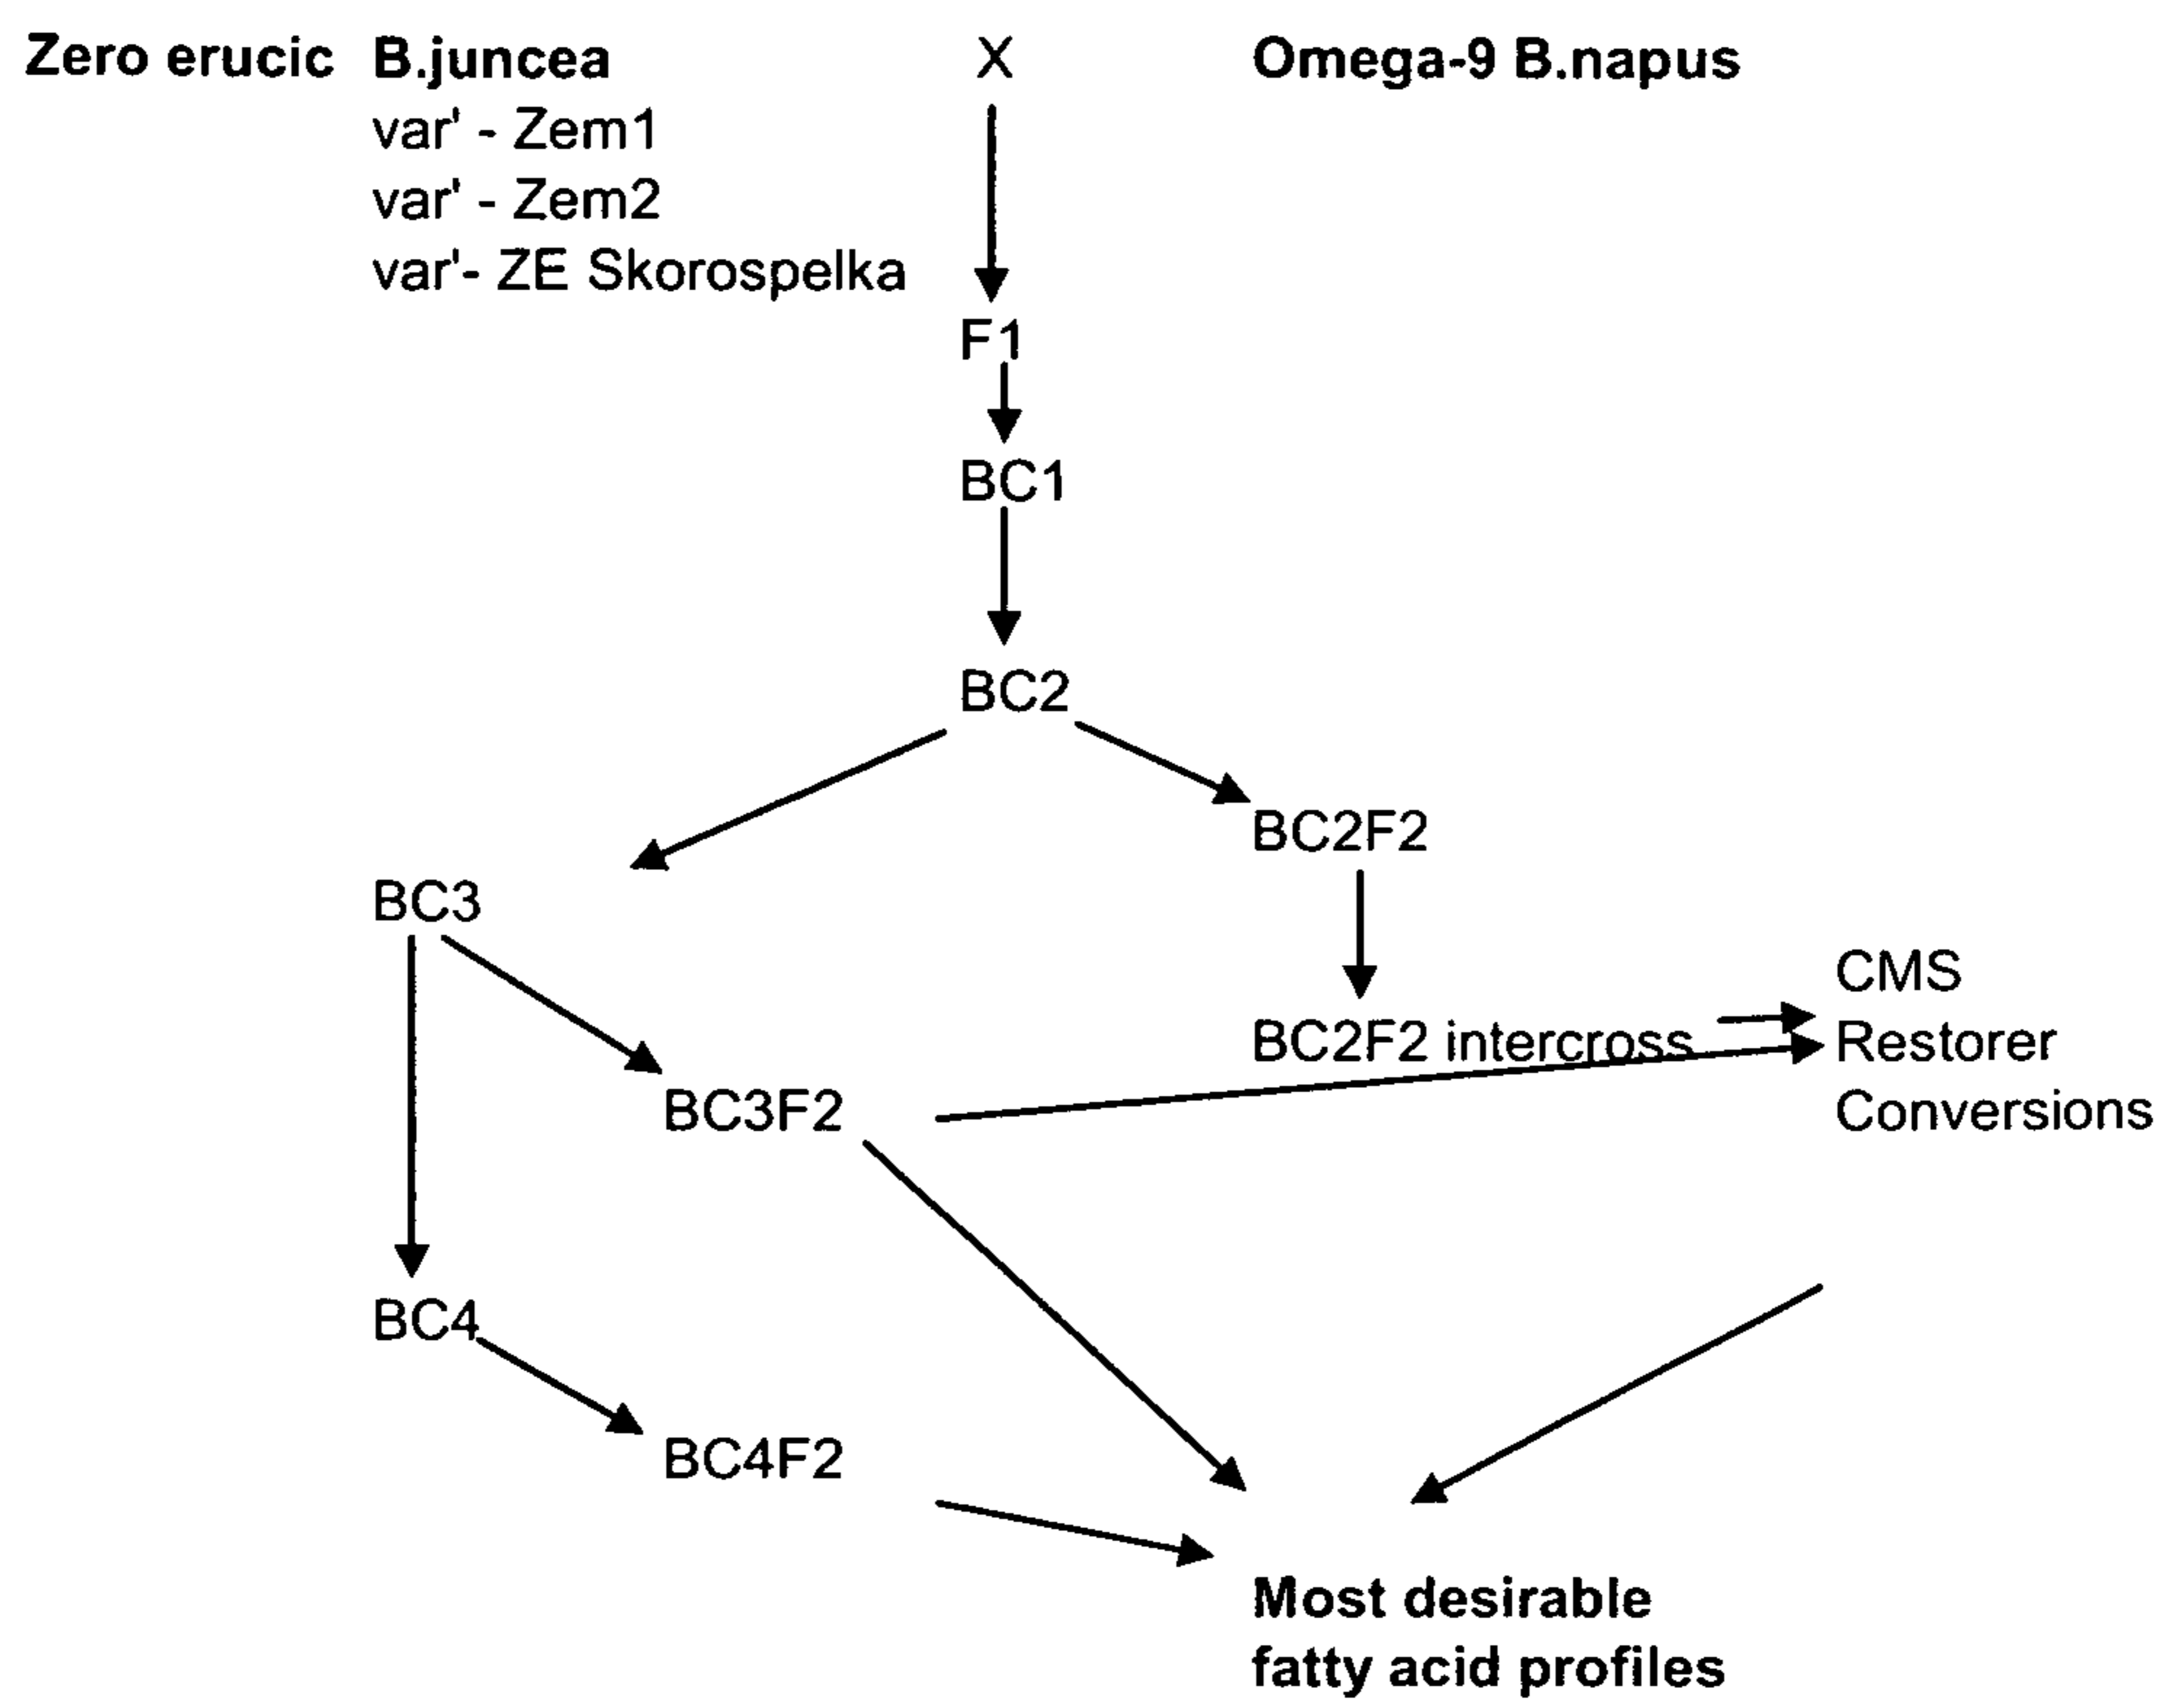 Zero erucic B.juncea X Omega-9 B.napus
var' - Zem1
var' - Zem2
var'- ZE Skorospelka
F1
BC1
BC2
BC2F2
BC3
CMS
BC2F2 intercross Restorer
BC3F2 Conversions
BC4
BC4F2
Most desirable
fatty acid profiles